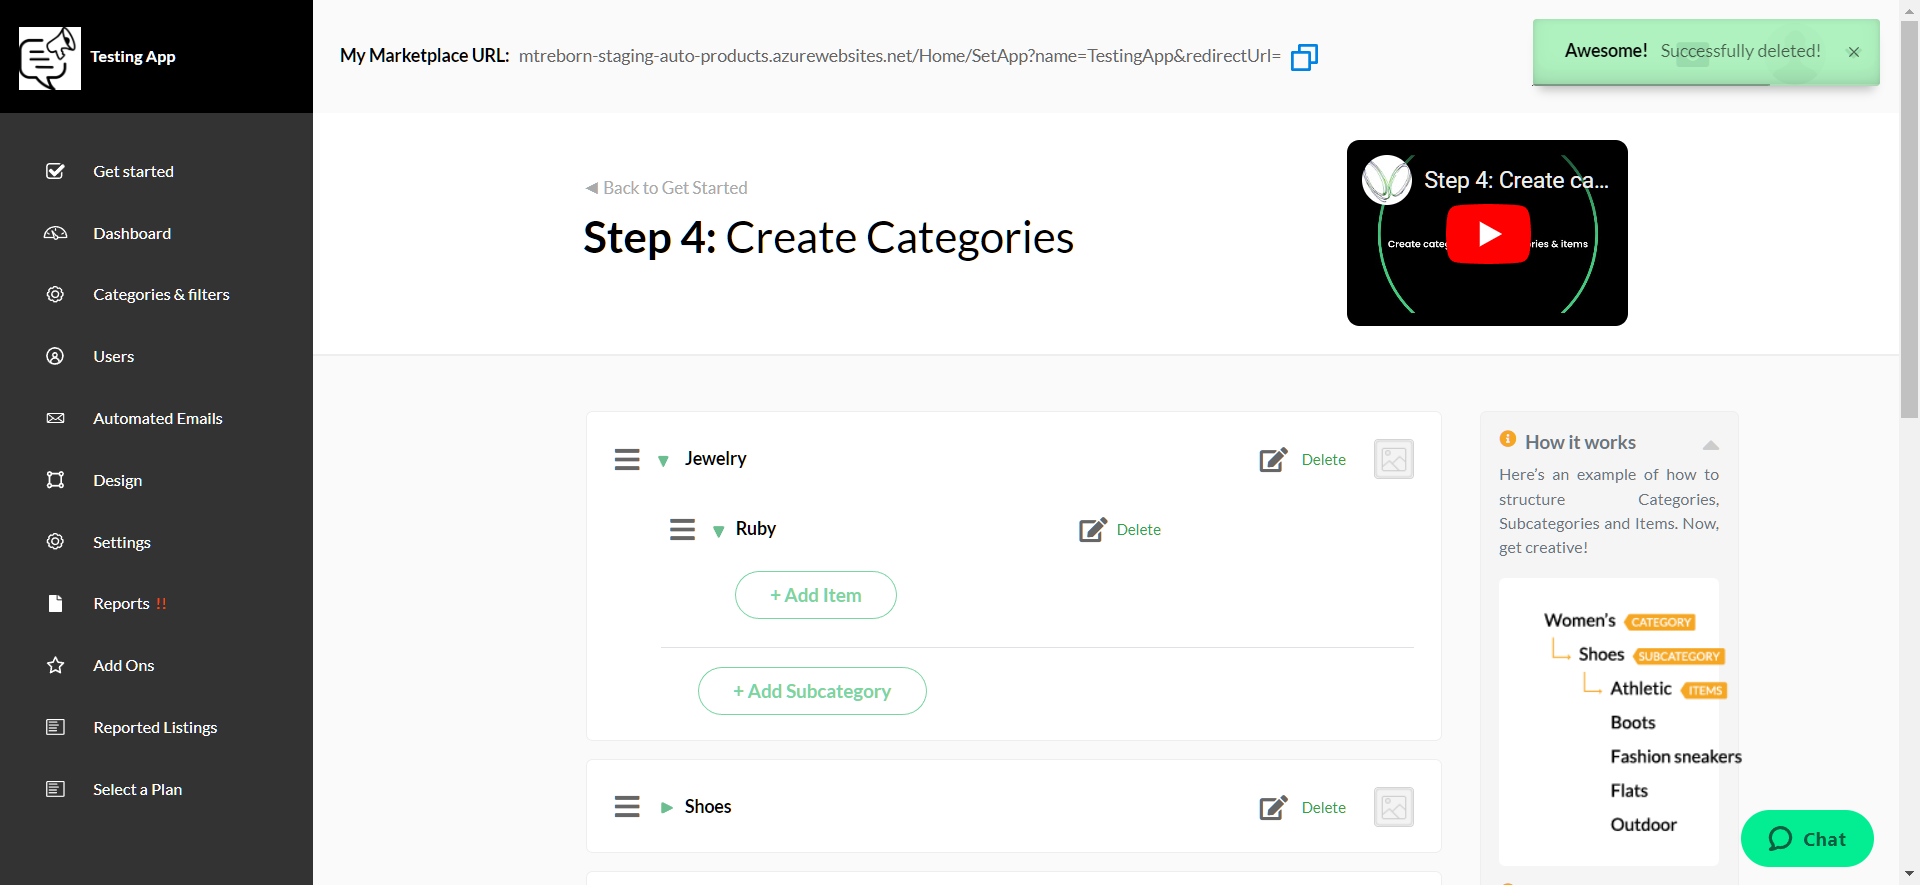 Testing App
My Marketplace URL: mtreborn-staging-auto-products.azurewebsites.net/Home/SetApp?name=TestingApp&redirectUrl=
Awesome! Successfully deleted! ×
Get started
Dashboard
Categories & filters
Users
Automated Emails
Design
Settings
Reports !!
Add Ons
Reported Listings
Select a Plan
Back to Get Started
Step 4: Create Categories
Step 4: Create ca...
Create categ
ries & items
Jewelry
Delete
Ruby
Delete
+ Add Item
+ Add Subcategory
Shoes
Delete
How it works
Here's an example of how to
structure Categories,
Subcategories and Items. Now,
get creative!
Women's CATEGORY
Shoes SUBCATEGORY
Athletic ITEMS
Boots
Fashion sneakers
Flats
Outdoor
Chat